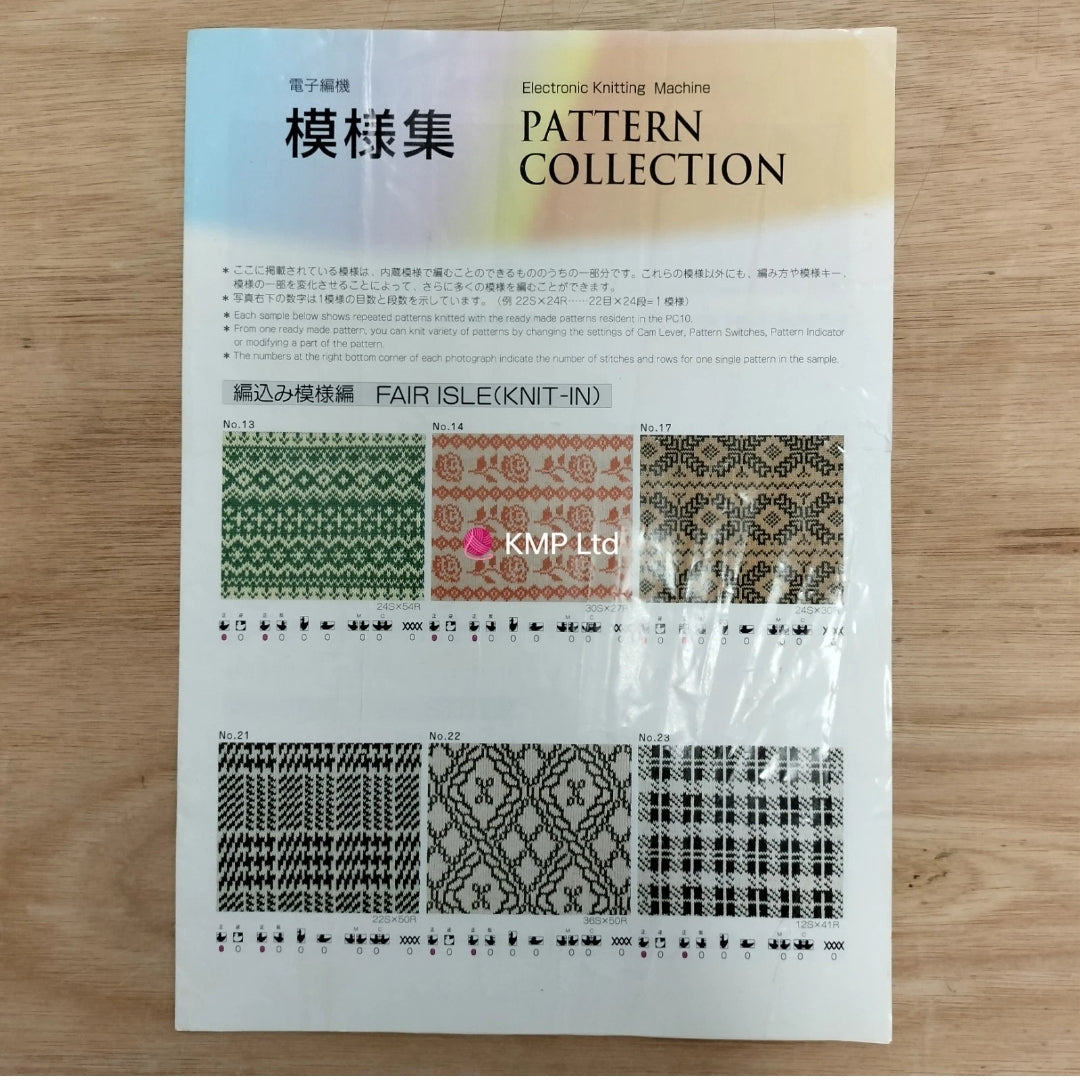 電子編機
模様集
Electronic Knitting Machine
PATTERN
COLLECTION
* ここに掲載されている模様は、内蔵模様で編むことのできるもののうちの一部分です。これらの模様以外にも、編み方や模様キー、
模様の一部を変化させることによって、さらに多くの模様を編むことができます。
* 写真右下の数字は1模様の目数と段数を示しています。(例 22S×24R……22目×24段=1模様)
* Each sample below shows repeated patterns knitted with the ready made patterns resident in the PC10.
* From one ready made pattern, you can knit variety of patterns by changing the settings of Cam Lever, Pattern Switches, Pattern Indicator
or modifying a part of the pattern.
* The numbers at the right bottom corner of each photograph indicate the number of stitches and rows for one single pattern in the sample.
編込み模様編 FAIR ISLE(KNIT-IN)
No.13 No.14 No.17
KMP Ltd
24S×54R 30S×27R 24S×30R
No.21 No.22 No.23
22S×50R 36S×50R 12S×41R